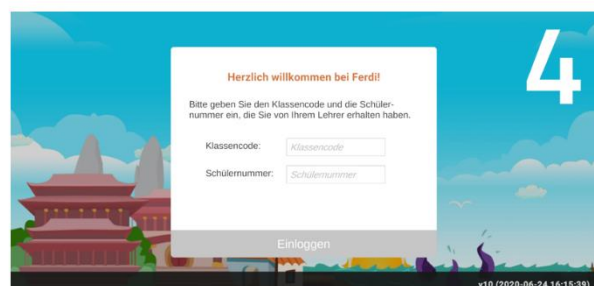 4
Herzlich willkommen bei Ferdi!
Bitte geben Sie den Klassencode und die Schüler-
nummer ein, die Sie von Ihrem Lehrer erhalten haben.
Klassencode: Klassencode
Schülernummer: Schülernummer
Einloggen
v10 (2020-06-24 16:15:39)